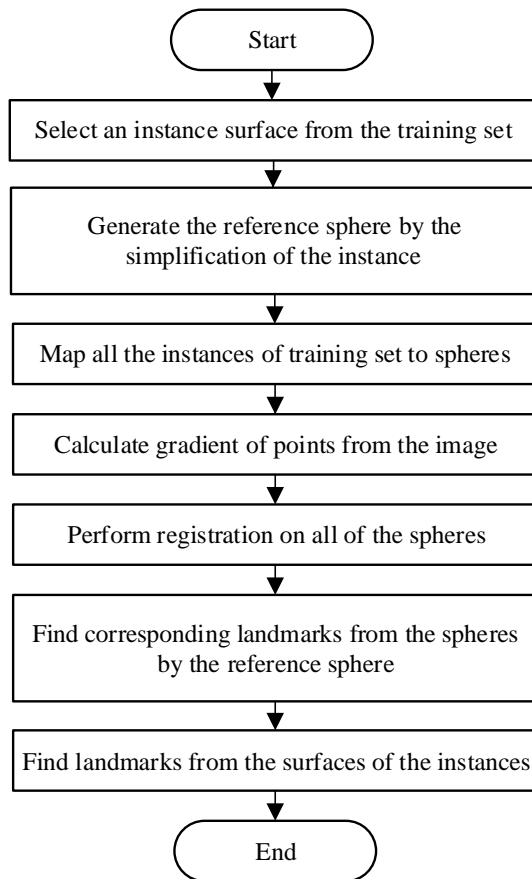 Start
Select an instance surface from the training set
Generate the reference sphere by the
simplification of the instance
Map all the instances of training set to spheres
Calculate gradient of points from the image
Perform registration on all of the spheres
Find corresponding landmarks from the spheres
by the reference sphere
Find landmarks from the surfaces of the instances
End